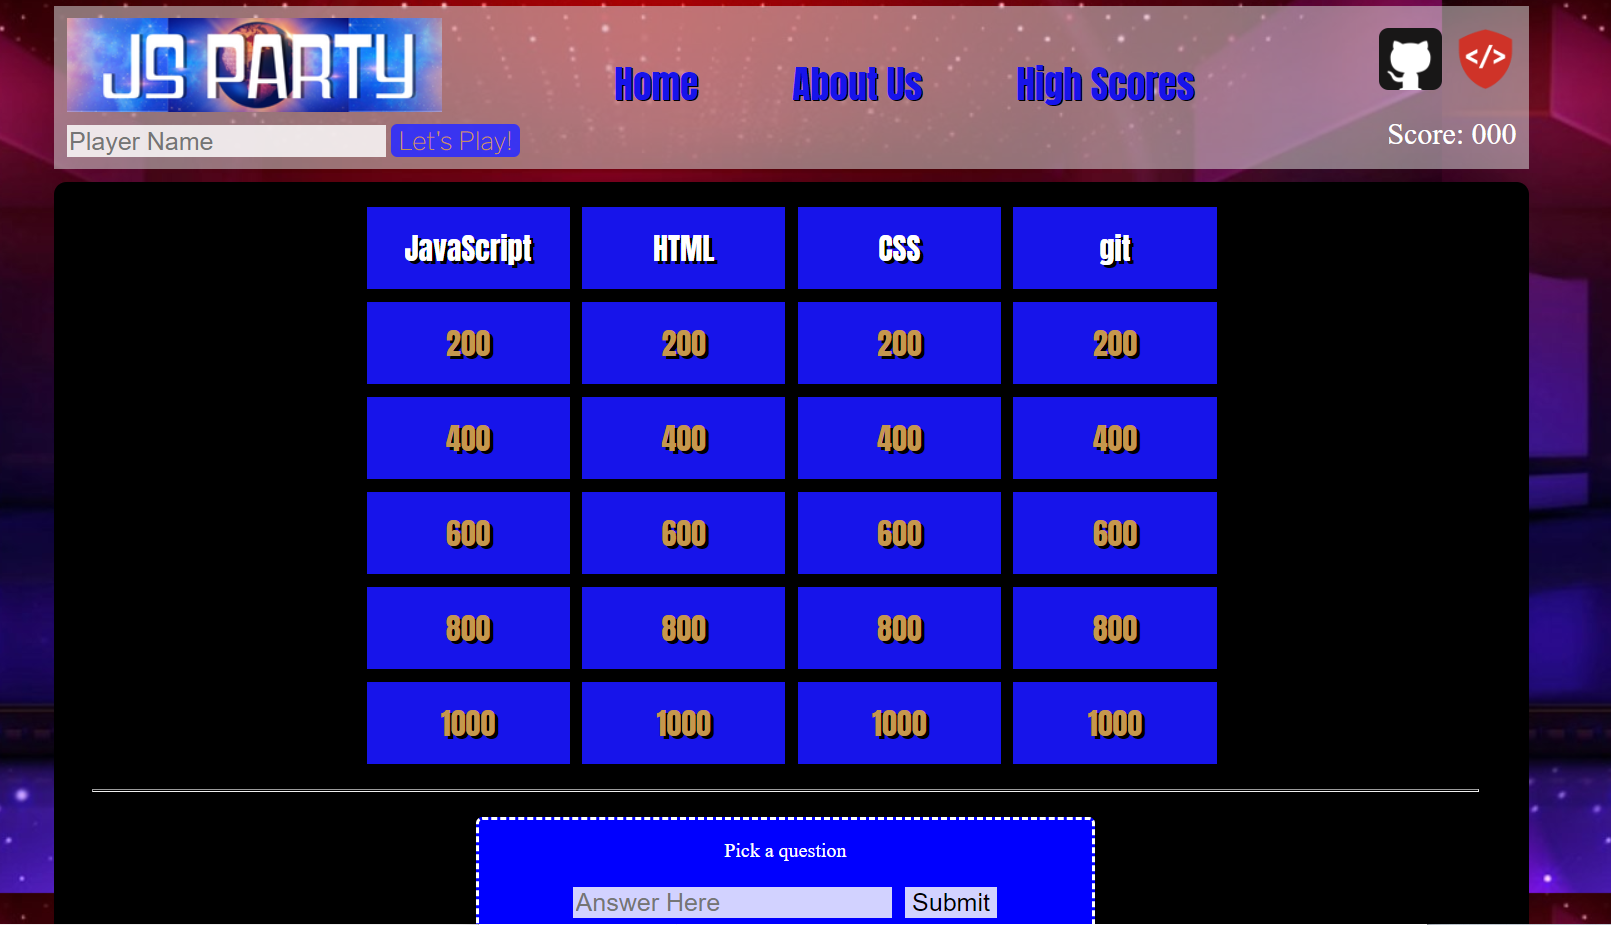 JS PARTY
Home About Us High Scores
</>
Player Name Let's Play!
Score: 000
JavaScript HTML CSS git
200 200 200 200
400 400 400 400
600 600 600 600
800 800 800 800
1000 1000 1000 1000
Pick a question
Answer Here Submit